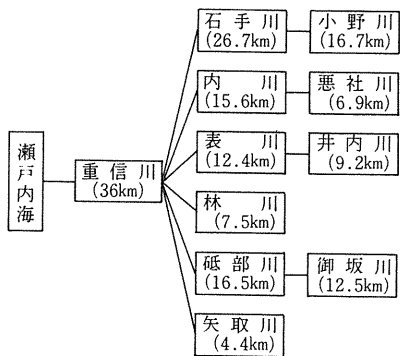 瀬戸内海
重信川
(36km)
石手川
(26.7km)
小野川
(16.7km)
内川
(15.6km)
悪社川
(6.9km)
表川
(12.4km)
井内川
(9.2km)
林川
(7.5km)
砥部川
(16.5km)
御坂川
(12.5km)
矢取川
(4.4km)